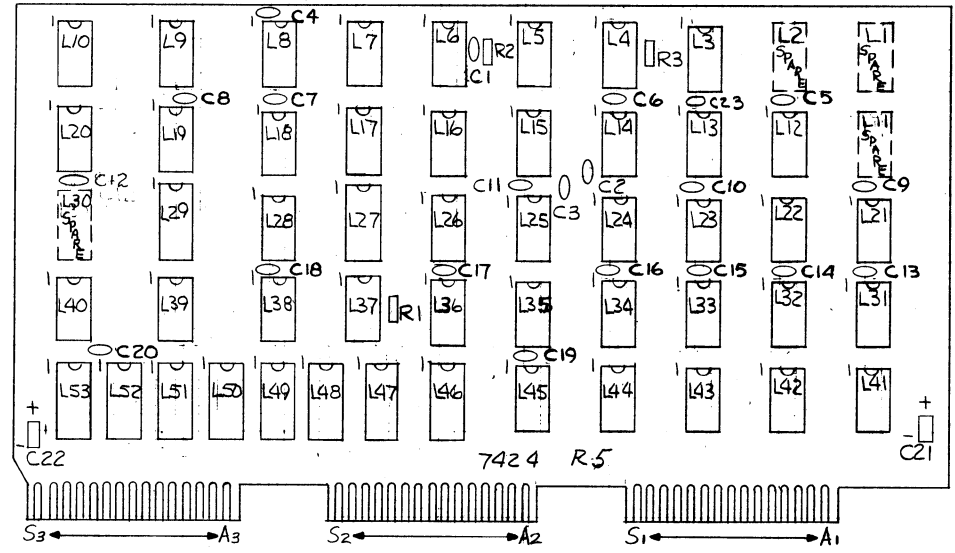 C4
L10 L9 L8 L7 L6 R2 L5 L4 R3 L3 L2 SPARE L1 SPARE
C1
C8 C7 C6 C23 C5
L20 L19 L18 L17 L16 L15 L14 L13 L12 L11 SPARE
C12 C11 C3 C2 C10 C9
L30 SPARE L29 L28 L27 L26 L25 L24 L23 L22 L21
C18 C17 C16 C15 C14 C13
L40 L39 L38 L37 R1 L36 L35 L34 L33 L32 L31
C20 C19
L53 L52 L51 L50 L49 L48 L47 L46 L45 L44 L43 L42 L41
+ - C22
+ - C21
7424 R5
S3 A3 S2 A2 S1 A1